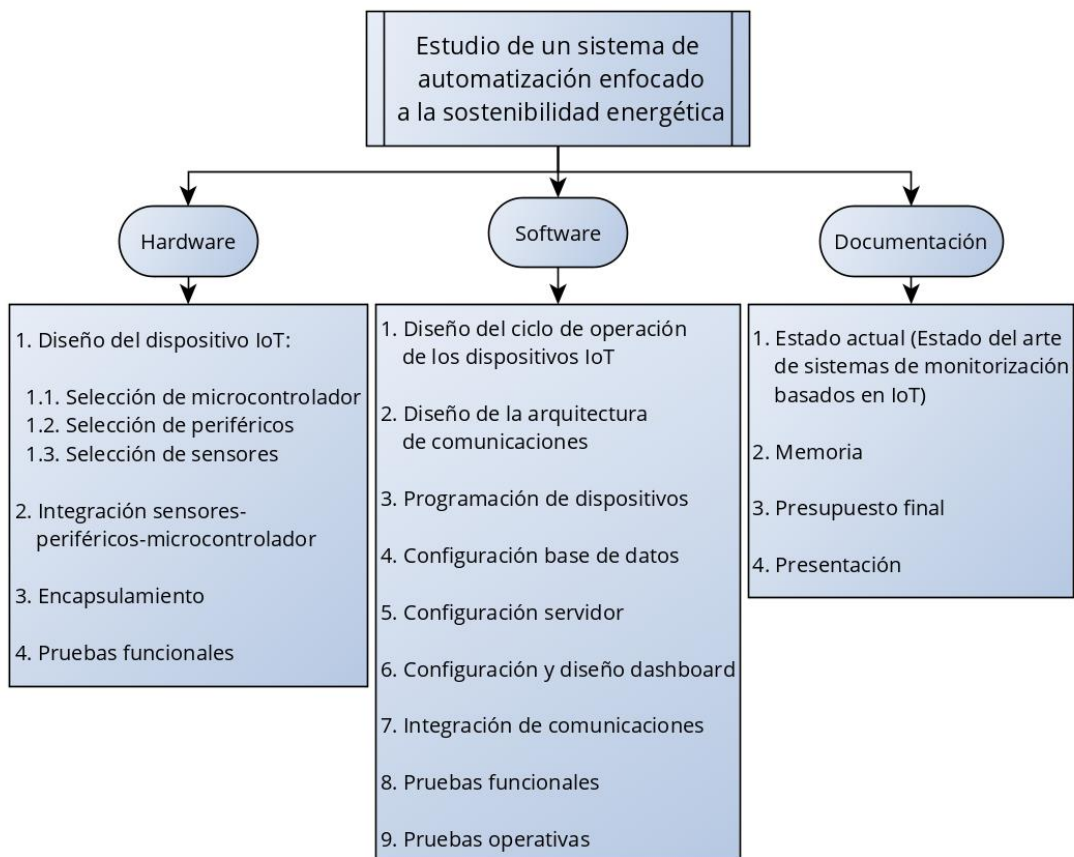 Estudio de un sistema de
automatización enfocado
a la sostenibilidad energética
Hardware
Software
Documentación
1. Diseño del dispositivo IoT:
1.1. Selección de microcontrolador
1.2. Selección de periféricos
1.3. Selección de sensores
2. Integración sensores-
periféricos-microcontrolador
3. Encapsulamiento
4. Pruebas funcionales
1. Diseño del ciclo de operación
de los dispositivos IoT
2. Diseño de la arquitectura
de comunicaciones
3. Programación de dispositivos
4. Configuración base de datos
5. Configuración servidor
6. Configuración y diseño dashboard
7. Integración de comunicaciones
8. Pruebas funcionales
9. Pruebas operativas
1. Estado actual (Estado del arte
de sistemas de monitorización
basados en IoT)
2. Memoria
3. Presupuesto final
4. Presentación